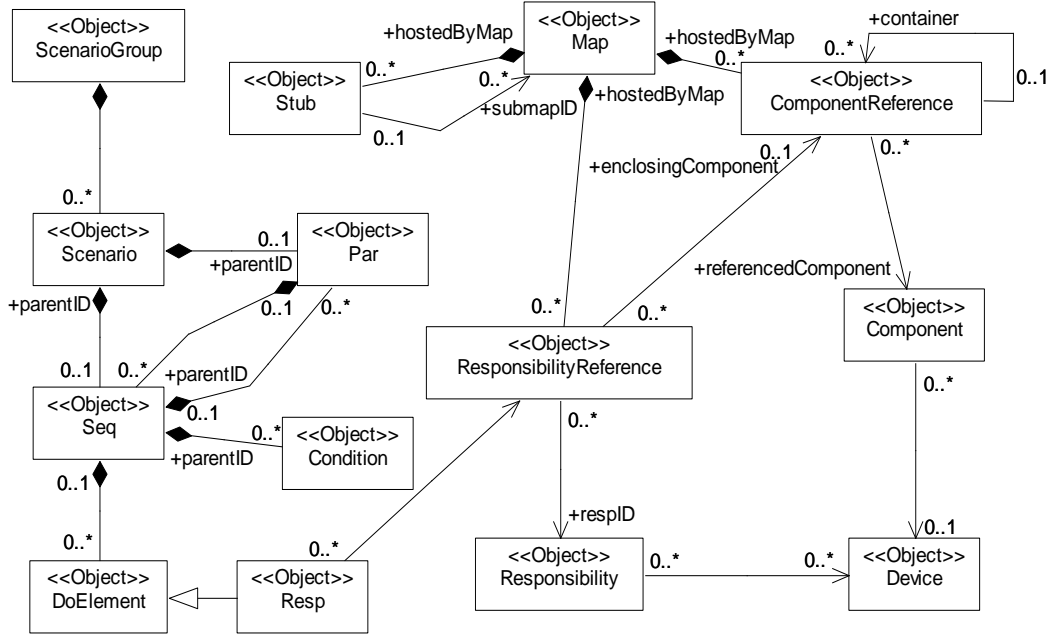 <<Object>>
ScenarioGroup
0..*
<<Object>>
Scenario
0..1
+parentID
<<Object>>
Par
+parentID
0..1
0..1
0..*
0..*
+parentID
0..1
<<Object>>
Seq
0..*
+parentID
<<Object>>
Condition
0..1
0..*
<<Object>>
DoElement
<<Object>>
Resp
0..*
+hostedByMap
0..*
<<Object>>
Stub
0..1
0..*
+submapID
<<Object>>
Map
+hostedByMap
0..*
+hostedByMap
+container
0..*
0..1
<<Object>>
ComponentReference
0..1
+enclosingComponent
0..*
+referencedComponent
0..*
0..*
<<Object>>
ResponsibilityReference
0..*
+respID
<<Object>>
Component
0..*
0..1
<<Object>>
Responsibility
0..*
0..*
<<Object>>
Device